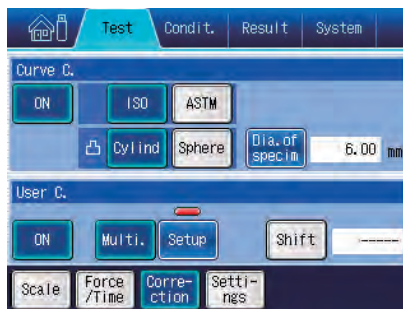 Test Condit. Result System
Curve C.
ON ISO ASTM
Cylind Sphere Dia.of specim 6.00 mm
User C.
ON Multi. Setup Shift -----
Scale Force /Time Corre- ction Setti- ngs